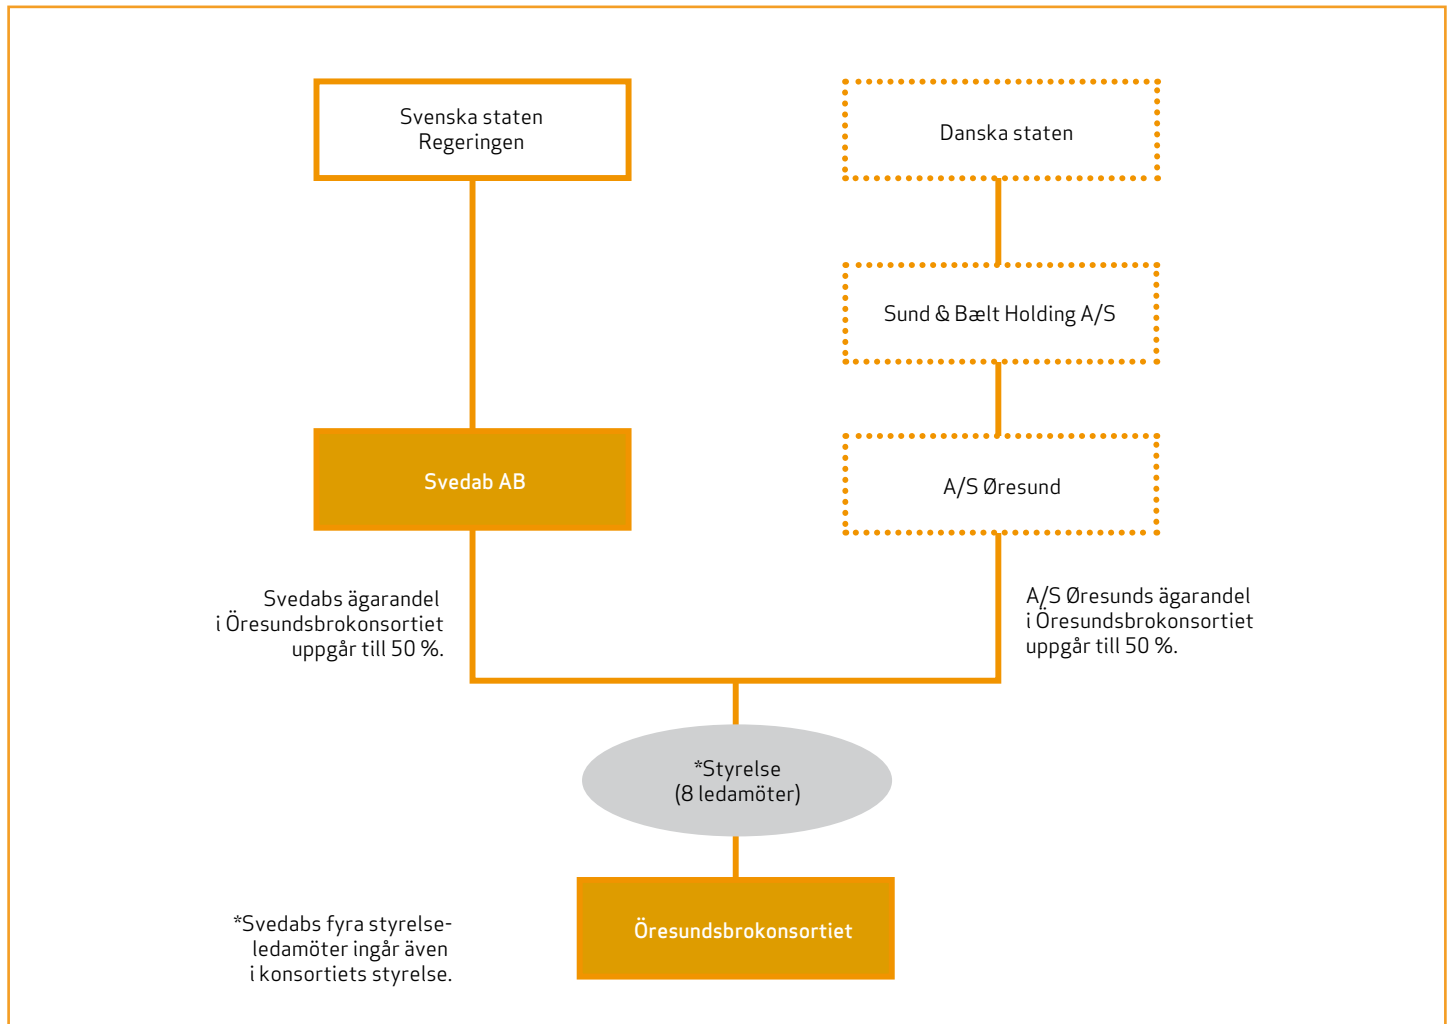 Svenska staten
Regeringen
Danska staten
Sund & Bælt Holding A/S
Svedab AB
A/S Øresund
Svedabs ägarandel
i Öresundsbrokonsortiet
uppgår till 50 %.
A/S Øresunds ägarandel
i Öresundsbrokonsortiet
uppgår till 50 %.
*Styrelse
(8 ledamöter)
*Svedabs fyra styrelse-
ledamöter ingår även
i konsortiets styrelse.
Öresundsbrokonsortiet